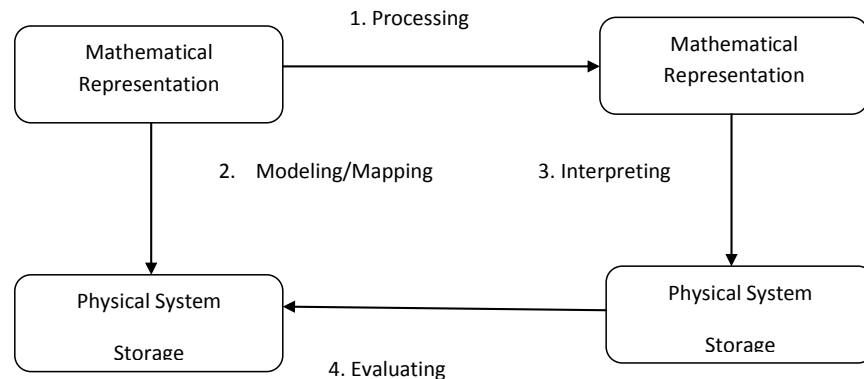 1. Processing
Mathematical
Representation
Mathematical
Representation
2. Modeling/Mapping
3. Interpreting
Physical System
Storage
Physical System
Storage
4. Evaluating